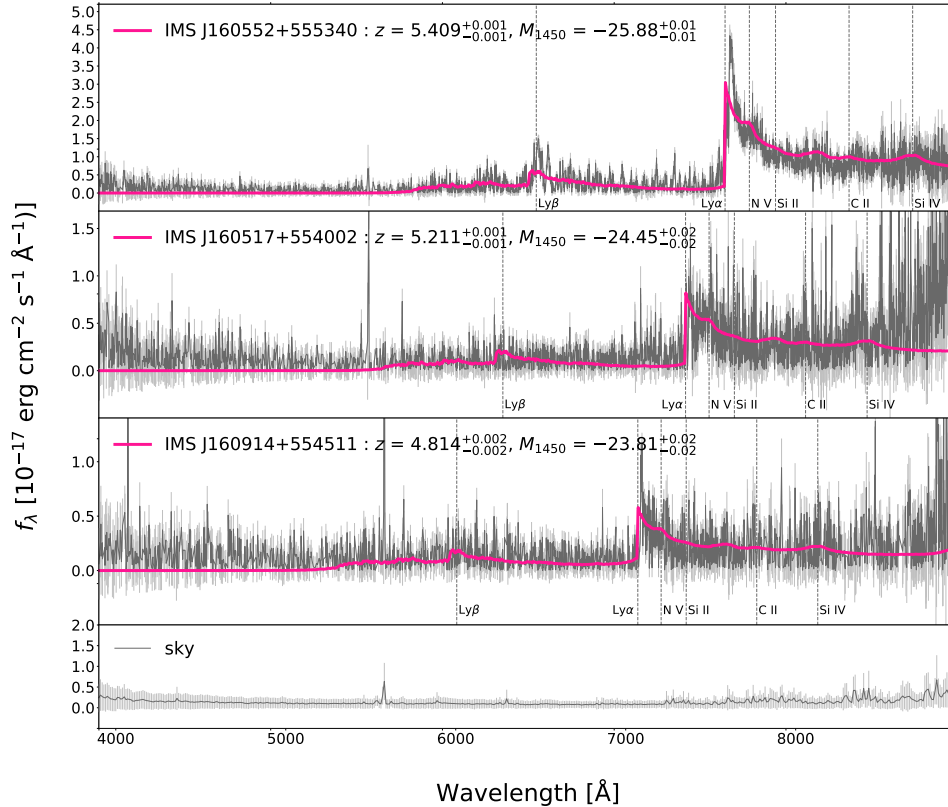 IMS J160552+555340 : z = 5.409+0.001−0.001, M1450 = −25.88+0.01−0.01
5.0
4.5
4.0
3.5
3.0
2.5
2.0
1.5
1.0
0.5
0.0
Lyβ Lyα N V Si II C II Si IV
IMS J160517+554002 : z = 5.211+0.001−0.001, M1450 = −24.45+0.02−0.02
1.5
1.0
0.5
0.0
Lyβ Lyα N V Si II C II Si IV
IMS J160914+554511 : z = 4.814+0.002−0.002, M1450 = −23.81+0.02−0.02
1.0
0.5
0.0
Lyβ Lyα N V Si II C II Si IV
sky
2.0
1.5
1.0
0.5
0.0
4000 5000 6000 7000 8000
Wavelength [Å]
fλ [10−17 erg cm−2 s−1 Å−1)]